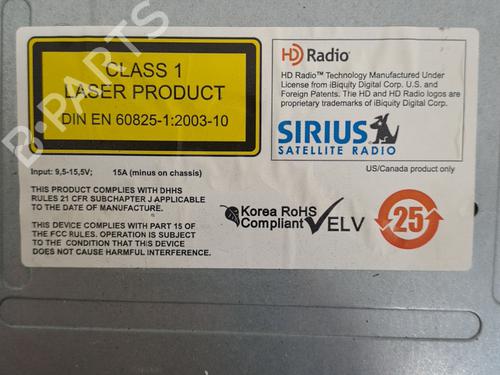 CLASS 1
LASER PRODUCT
DIN EN 60825-1:2003-10
HD Radio™
HD Radio™ Technology Manufactured Under
License from iBiquity Digital Corp. U.S. and
Foreign Patents. The HD and HD Radio logos are
proprietary trademarks of iBiquity Digital Corp.
SIRIUS
SATELLITE RADIO
Input: 9,5-15,5V; 15A (minus on chassis)
US/Canada product only
THIS PRODUCT COMPLIES WITH DHHS
RULES 21 CFR SUBCHAPTER J APPLICABLE
TO THE DATE OF MANUFACTURE.
THIS DEVICE COMPLIES WITH PART 15 OF
THE FCC RULES. OPERATION IS SUBJECT
TO THE CONDITION THAT THIS DEVICE
DOES NOT CAUSE HARMFUL INTERFERENCE.
Korea RoHS
Compliant
ELV
25
B-PARTS